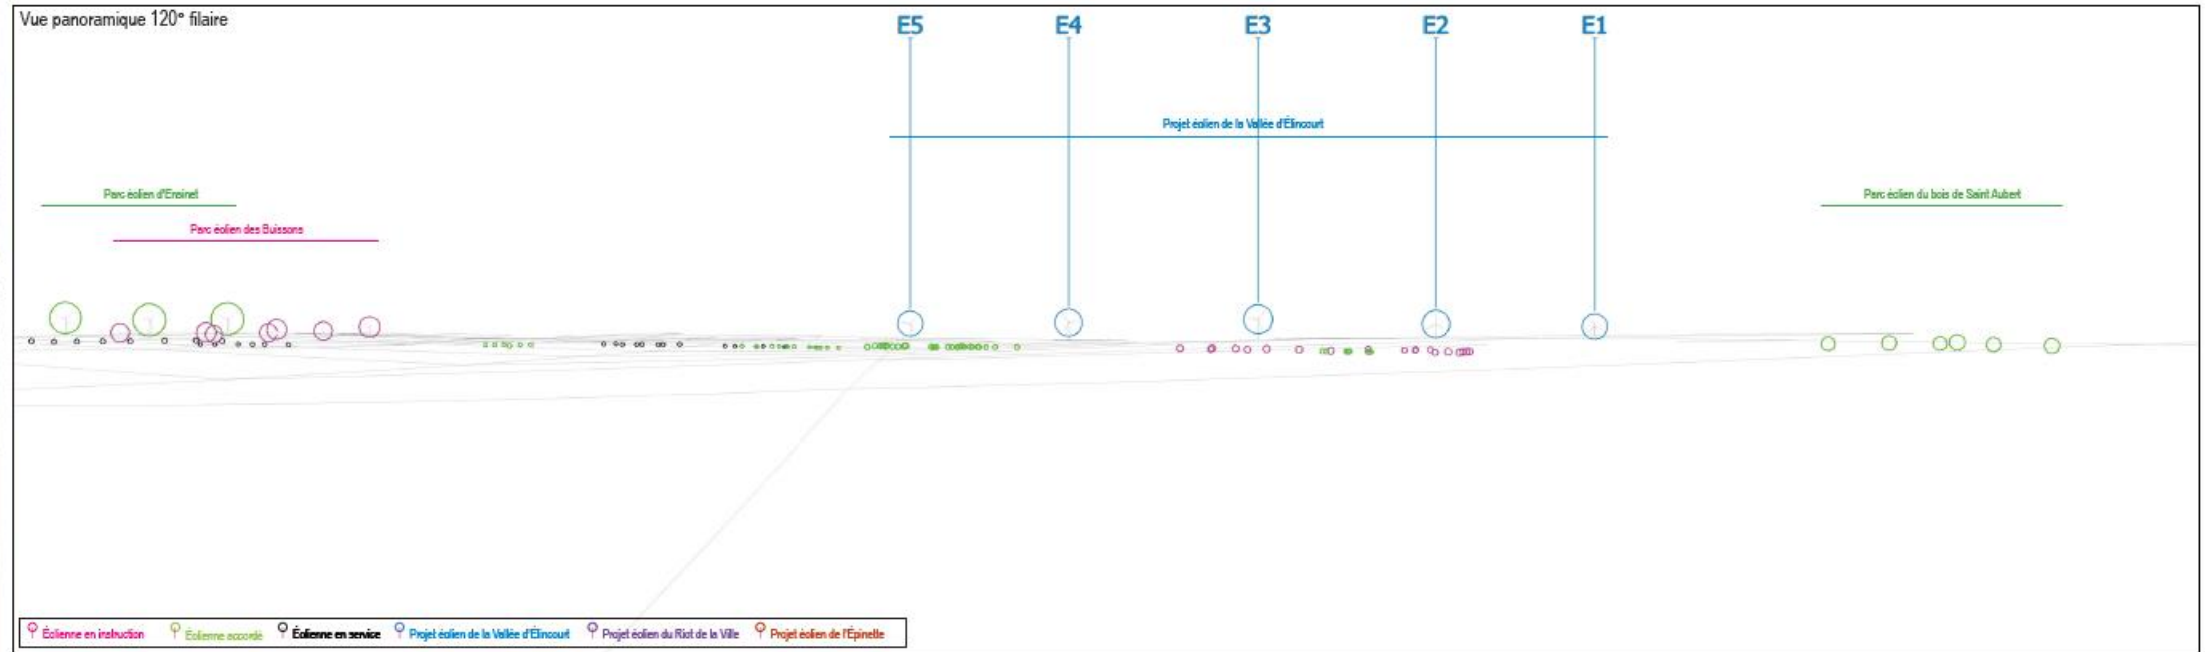 Vue panoramique 120° filaire
E5 E4 E3 E2 E1
Projet éolien de la Vallée d'Élincourt
Parc éolien d'Ensinet
Parc éolien du bois de Saint Aubert
Parc éolien des Buissons
Éolienne en instruction Éolienne accordé Éolienne en service Projet éolien de la Vallée d'Élincourt Projet éolien du Riot de la Ville Projet éolien de l'Épinette